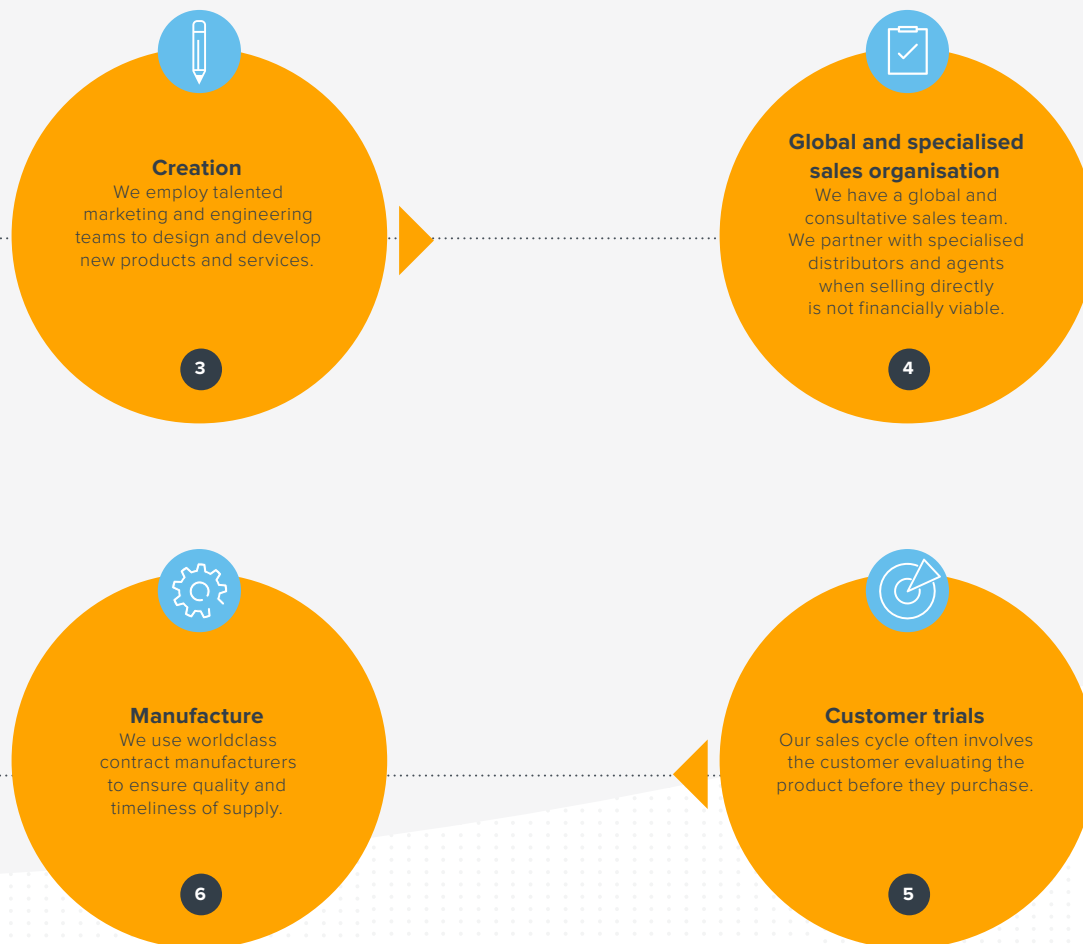 Creation
We employ talented
marketing and engineering
teams to design and develop
new products and services.
3
Global and specialised
sales organisation
We have a global and
consultative sales team.
We partner with specialised
distributors and agents
when selling directly
is not financially viable.
4
Manufacture
We use worldclass
contract manufacturers
to ensure quality and
timeliness of supply.
6
Customer trials
Our sales cycle often involves
the customer evaluating the
product before they purchase.
5